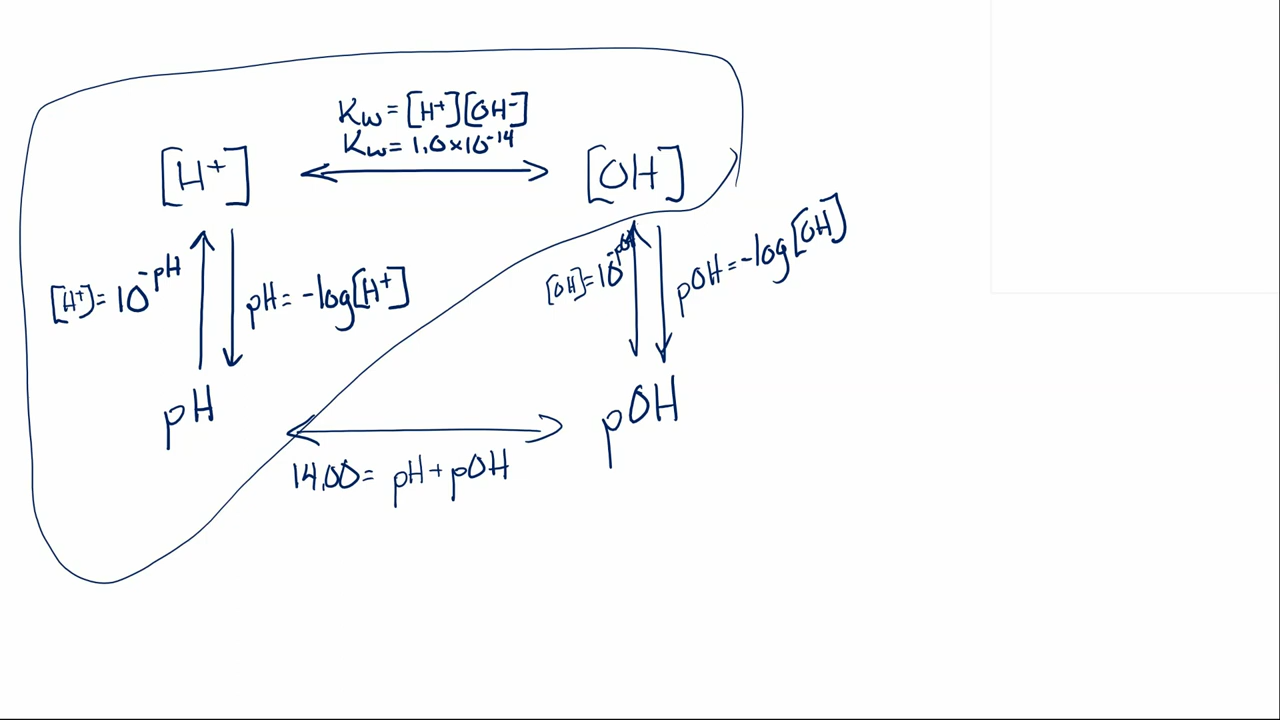 Kw = [H⁺][OH⁻]
Kw = 1.0×10⁻¹⁴
[H⁺]
[OH]
[H⁺] = 10^-pH
pH = -log[H⁺]
[OH] = 10^-pOH
pOH = -log[OH]
pH
pOH
14.00 = pH + pOH